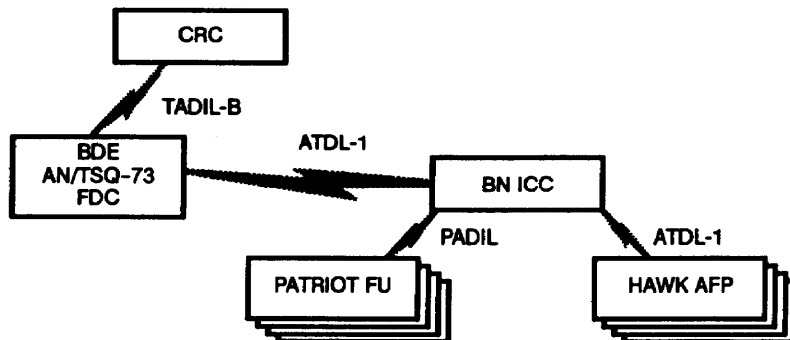 CRC
TADIL-B
BDE
AN/TSQ-73
FDC
ATDL-1
BN ICC
PADIL
ATDL-1
PATRIOT FU
HAWK AFP